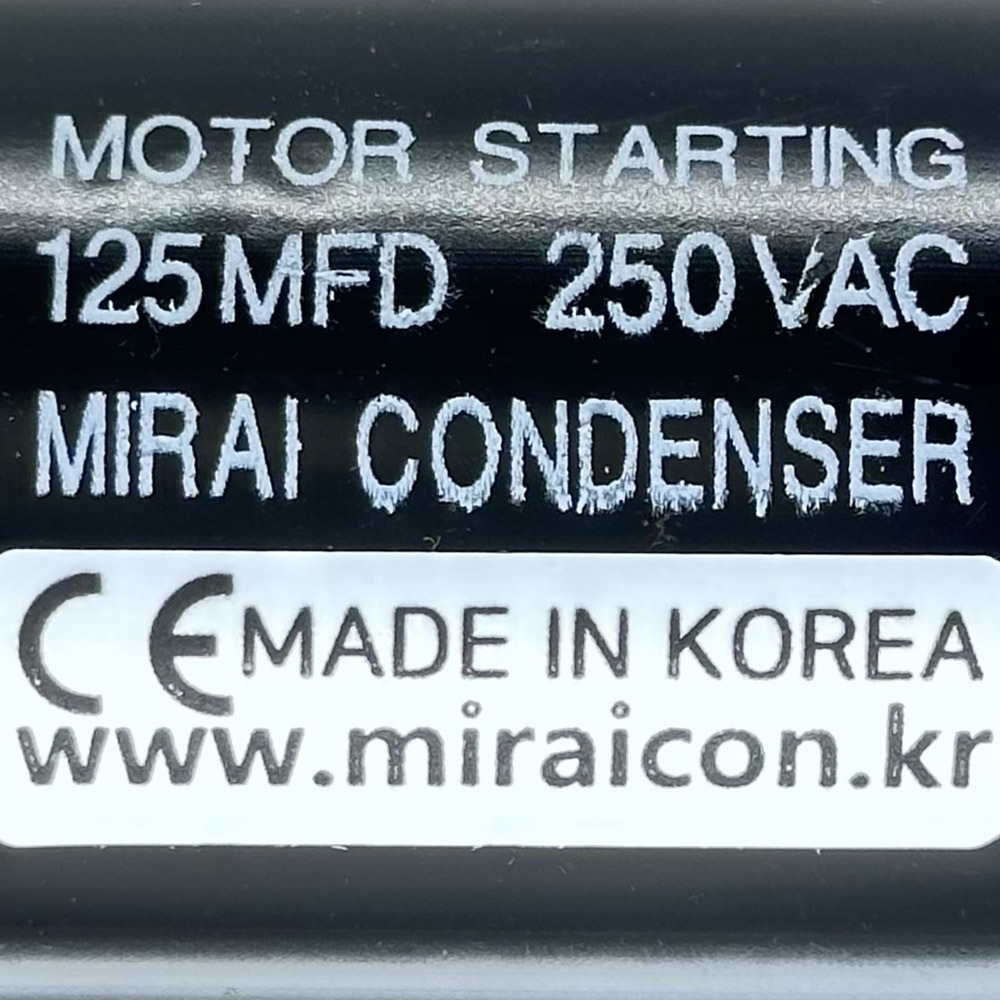 MOTOR STARTING
125MFD 250VAC
MIRAI CONDENSER
CE MADE IN KOREA
www.miraicon.kr